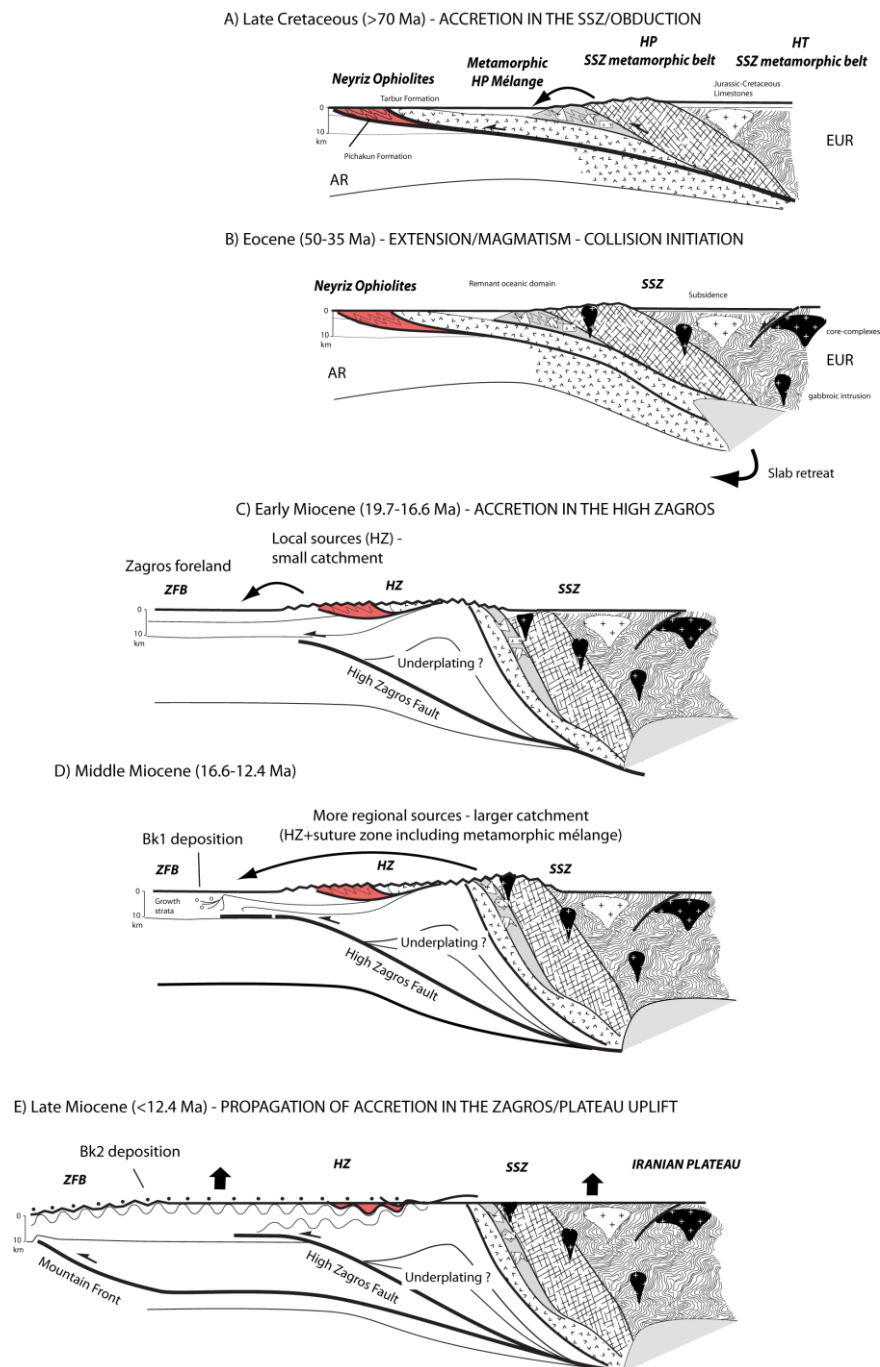 A) Late Cretaceous (>70 Ma) - ACCRETION IN THE SSZ/OBDUCTION
HP
SSZ metamorphic belt
HT
SSZ metamorphic belt
Metamorphic
HP Mélange
Neyriz Ophiolites
Tarbur Formation
Jurassic-Cretaceous
Limestones
0
10
km
Pichakun Formation
AR
EUR
B) Eocene (50-35 Ma) - EXTENSION/MAGMATISM - COLLISION INITIATION
Neyriz Ophiolites
Remnant oceanic domain
SSZ
Subsidence
0
10
km
core-complexes
AR
EUR
gabbroic intrusion
Slab retreat
C) Early Miocene (19.7-16.6 Ma) - ACCRETION IN THE HIGH ZAGROS
Local sources (HZ) -
small catchment
Zagros foreland
ZFB
HZ
SSZ
0
10
km
Underplating ?
High Zagros Fault
D) Middle Miocene (16.6-12.4 Ma)
More regional sources - larger catchment
(HZ+suture zone including metamorphic mélange)
Bk1 deposition
ZFB
HZ
SSZ
0
10
km
Growth
strata
Underplating ?
High Zagros Fault
E) Late Miocene (<12.4 Ma) - PROPAGATION OF ACCRETION IN THE ZAGROS/PLATEAU UPLIFT
Bk2 deposition
ZFB
HZ
SSZ
IRANIAN PLATEAU
0
10
km
Mountain Front
High Zagros Fault
Underplating ?